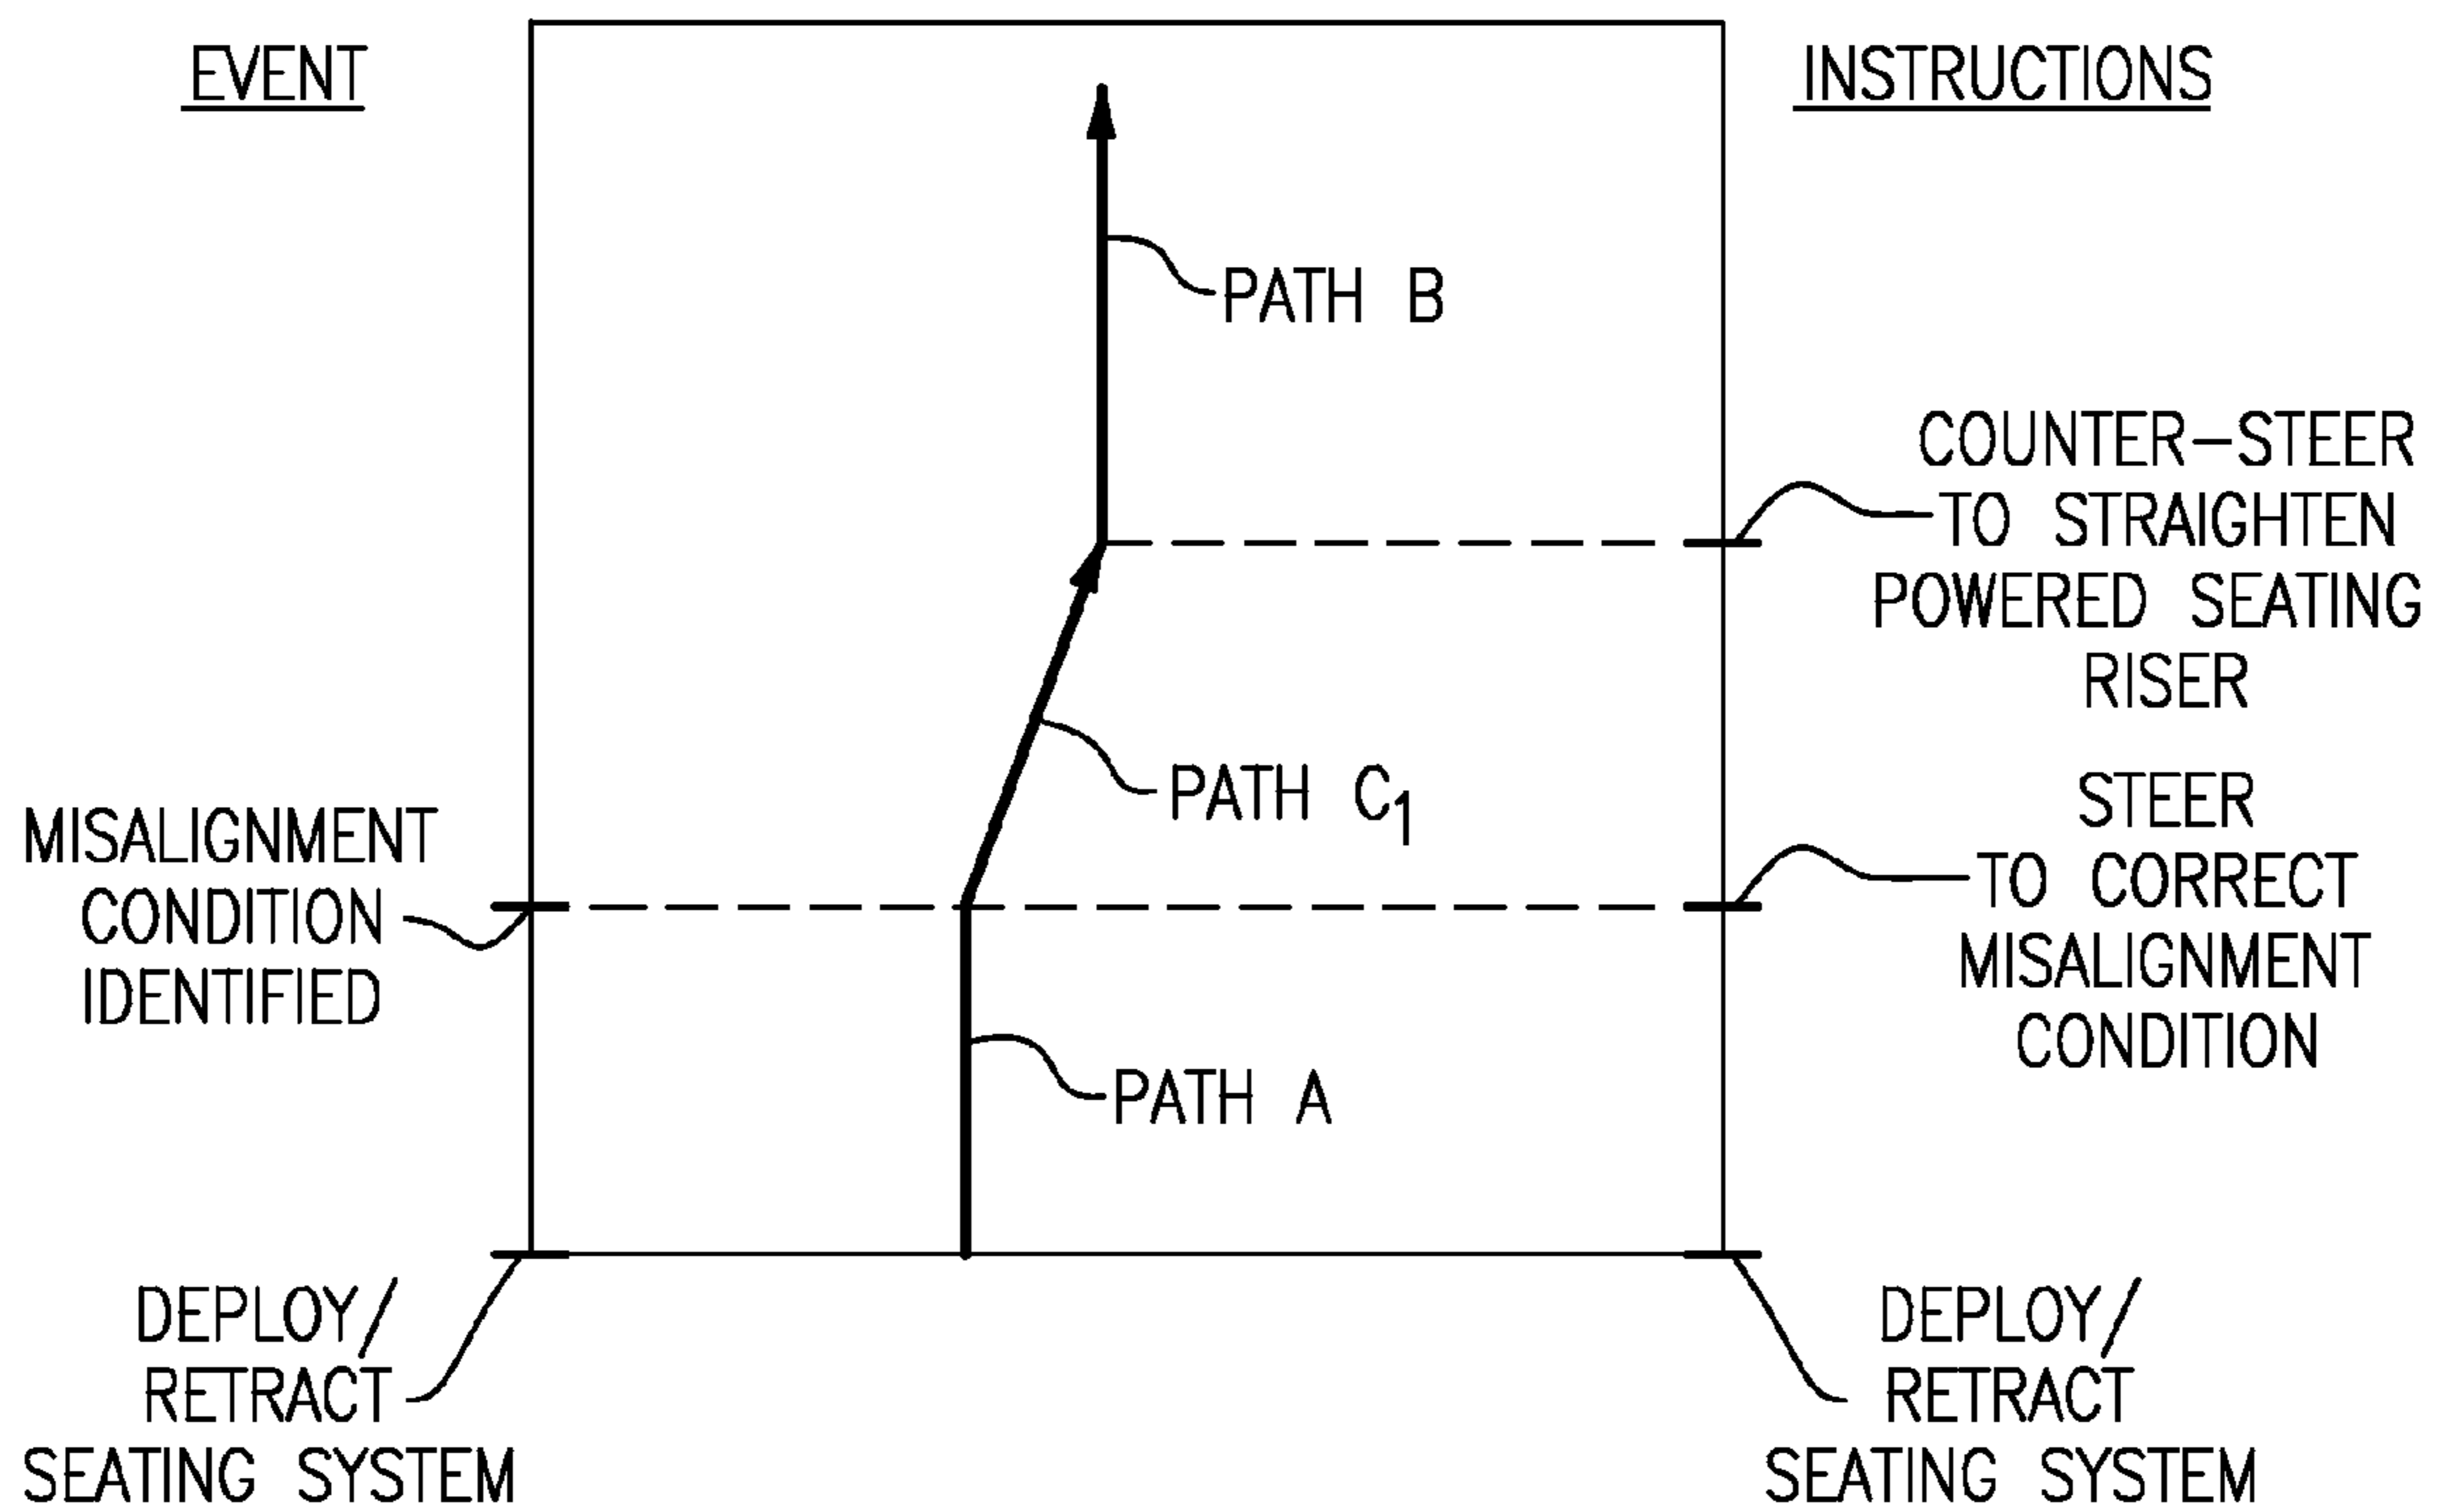 EVENT
INSTRUCTIONS
PATH B
COUNTER-STEER
TO STRAIGHTEN
POWERED SEATING
RISER
PATH C1
STEER
TO CORRECT
MISALIGNMENT
CONDITION
MISALIGNMENT
CONDITION
IDENTIFIED
PATH A
DEPLOY/
RETRACT
SEATING SYSTEM
DEPLOY/
RETRACT
SEATING SYSTEM